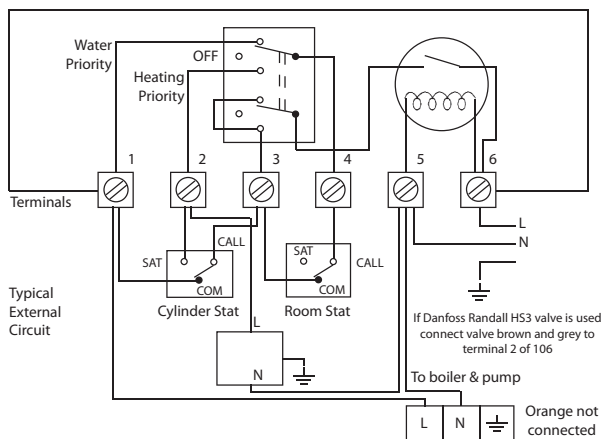 Water
Priority
OFF
Heating
Priority
1
2
3
4
5
6
Terminals
L
N
SAT
CALL
COM
Cylinder Stat
SAT
CALL
COM
Room Stat
Typical
External
Circuit
L
N
If Danfoss Randall HS3 valve is used
connect valve brown and grey to
terminal 2 of 106
To boiler & pump
L
N
Orange not
connected